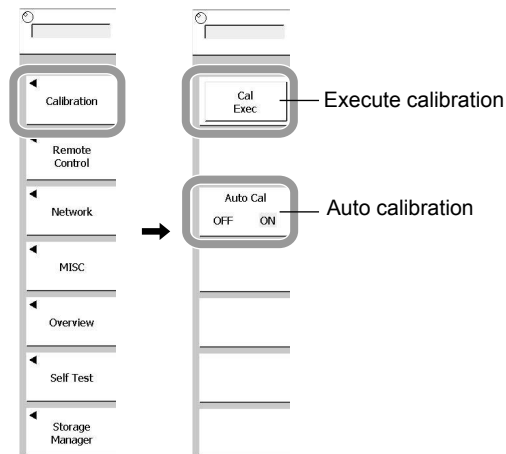 Calibration
Remote
Control
Network
MISC
Overview
Self Test
Storage
Manager
Cal
Exec
Execute calibration
Auto Cal
OFF ON
Auto calibration